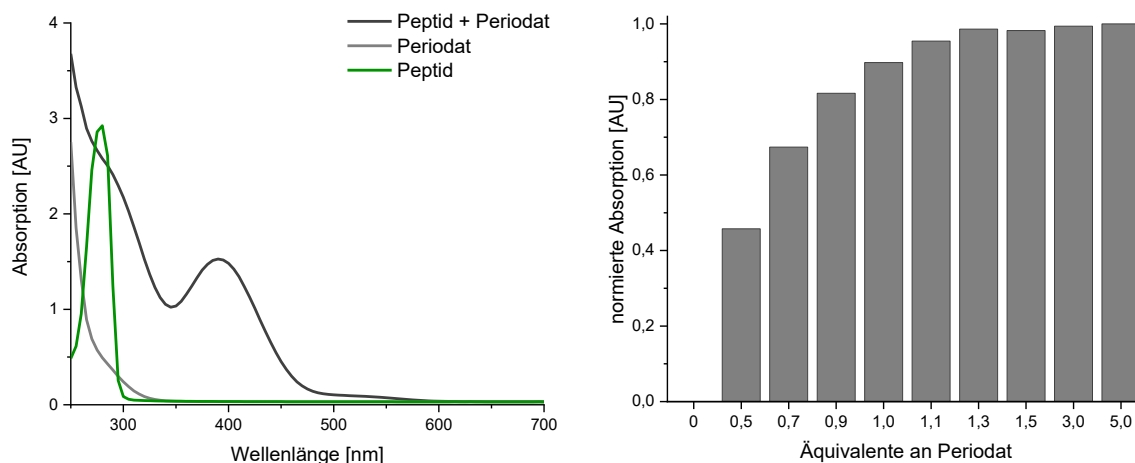 Absorption [AU]
4
3
2
1
0
Peptid + Periodat
Periodat
Peptid
300
400
500
600
700
Wellenlänge [nm]
normierte Absorption [AU]
1,0
0,8
0,6
0,4
0,2
0,0
0 0,5 0,7 0,9 1,0 1,1 1,3 1,5 3,0 5,0
Äquivalente an Periodat